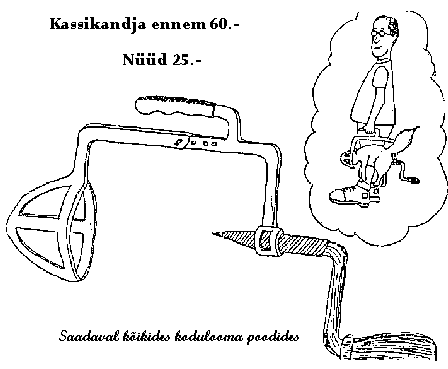 Kassikandja ennem 60.-
Nüüd 25.-
Saadaval kõikides kodulooma poodides